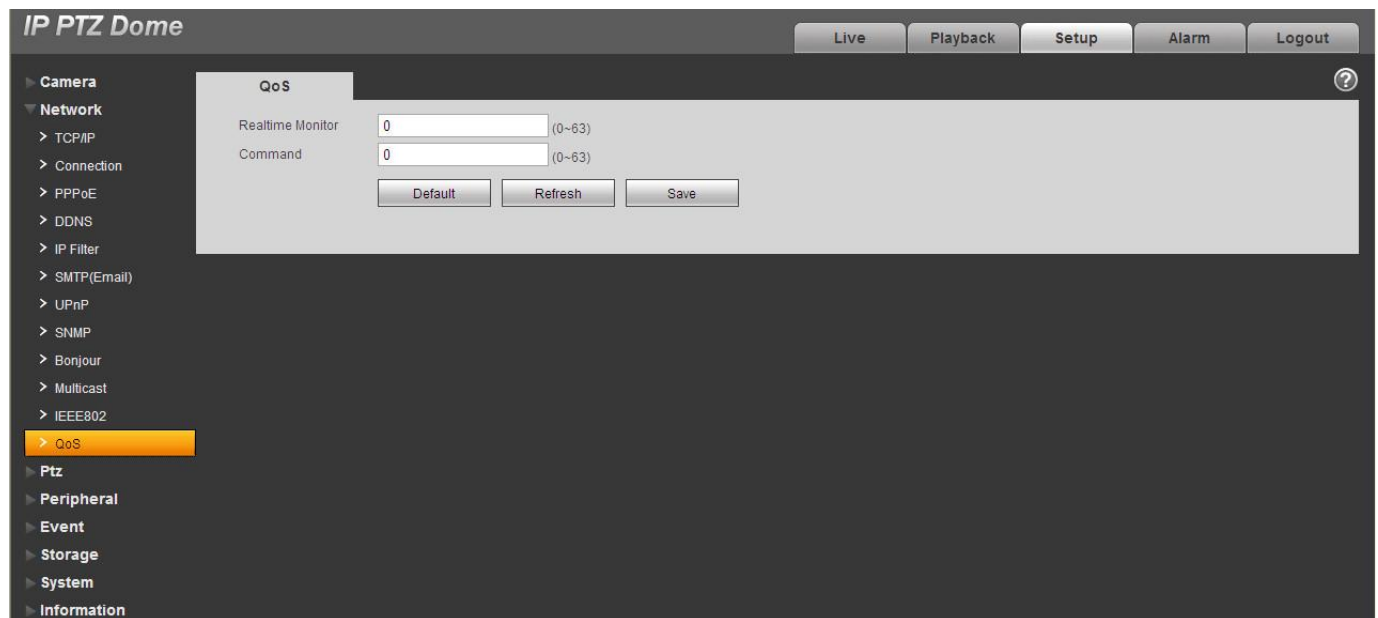 IP PTZ Dome
Live Playback Setup Alarm Logout
Camera
Network
> TCP/IP
> Connection
> PPPoE
> DDNS
> IP Filter
> SMTP(Email)
> UPnP
> SNMP
> Bonjour
> Multicast
> IEEE802
> QoS
Ptz
Peripheral
Event
Storage
System
Information
QoS
?
Realtime Monitor 0 (0~63)
Command 0 (0~63)
Default Refresh Save